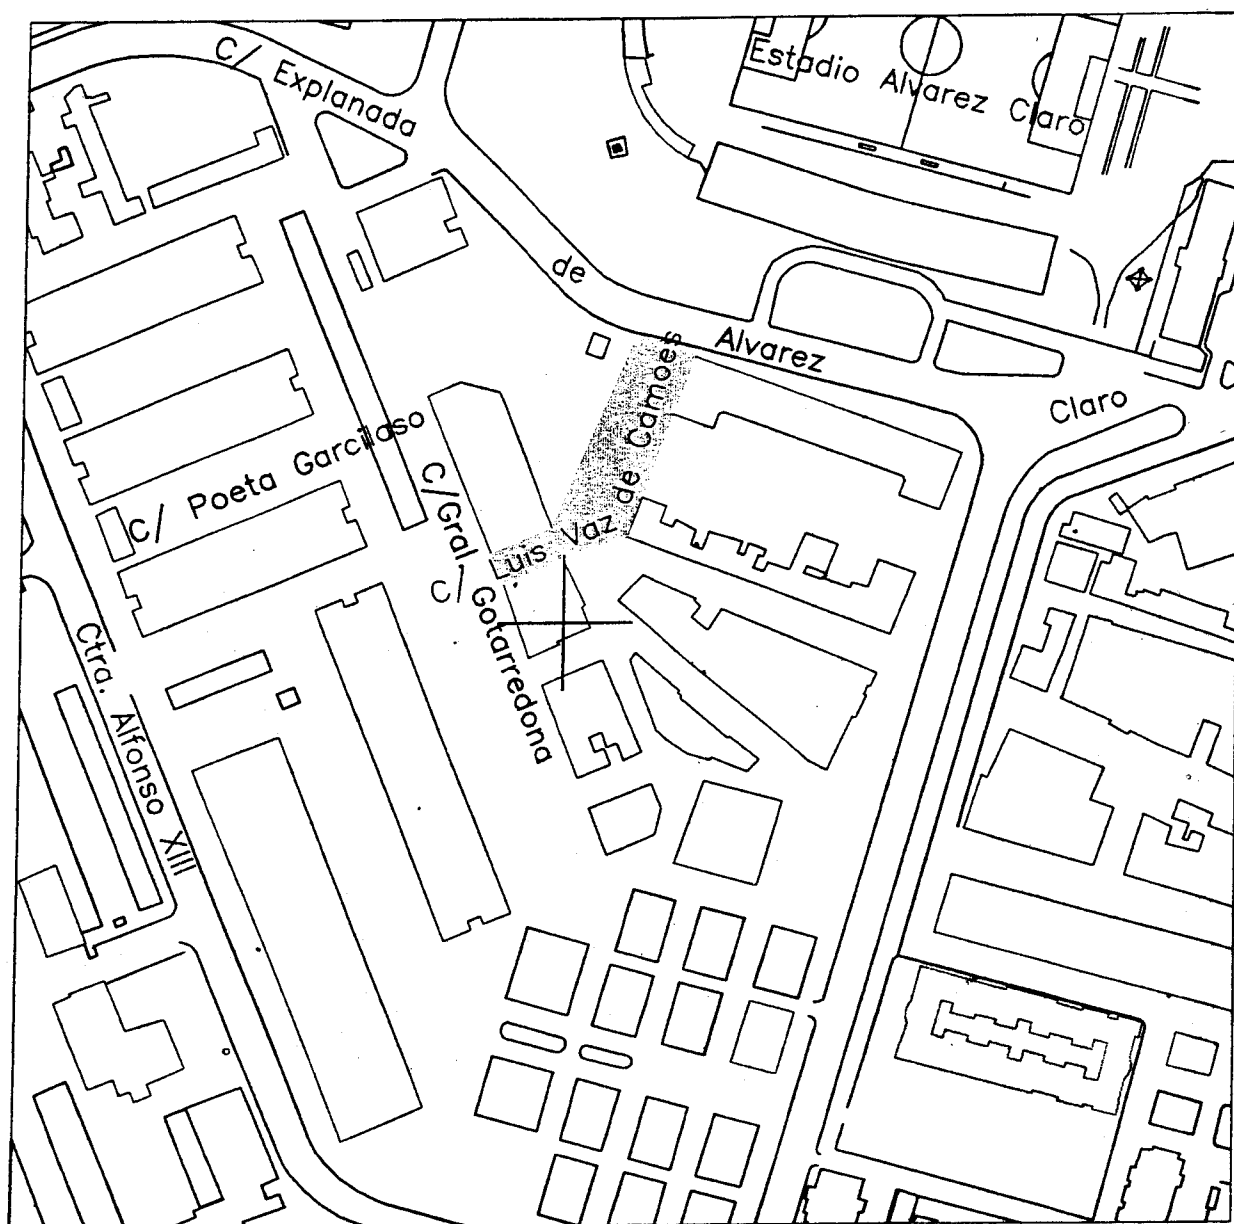 C/ Explanada
de
Alvarez
Claro
Estadio Alvarez Claro
C/ Poeta Garcilaso
C/Gral. Gotarredona
C/ Luis Vaz de Camoes
Ctra. Alfonso XIII